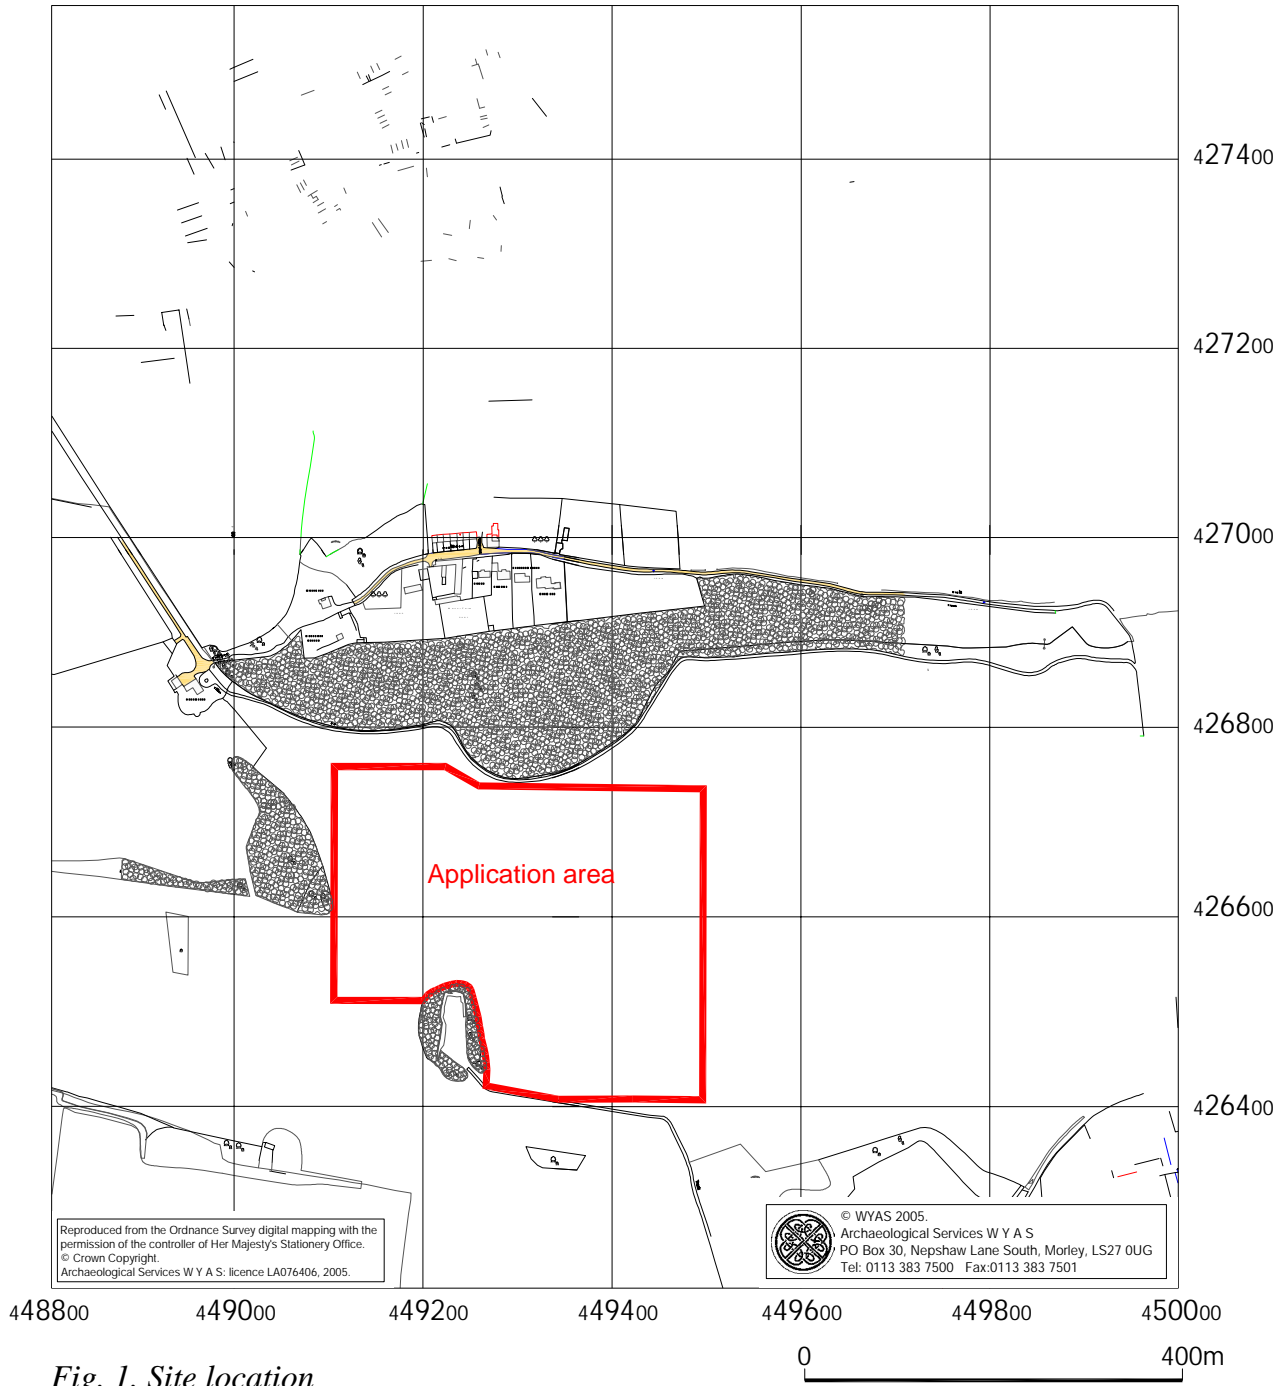 427400
427200
427000
426800
Application area
426600
426400
Reproduced from the Ordnance Survey digital mapping with the
permission of the controller of Her Majesty's Stationery Office.
© Crown Copyright.
Archaeological Services W Y A S: licence LA076406, 2005.
© WYAS 2005.
Archaeological Services W Y A S
PO Box 30, Nepshaw Lane South, Morley, LS27 0UG
Tel: 0113 383 7500 Fax:0113 383 7501
448800 449000 449200 449400 449600 449800 450000
0 400m
Fig. 1. Site location